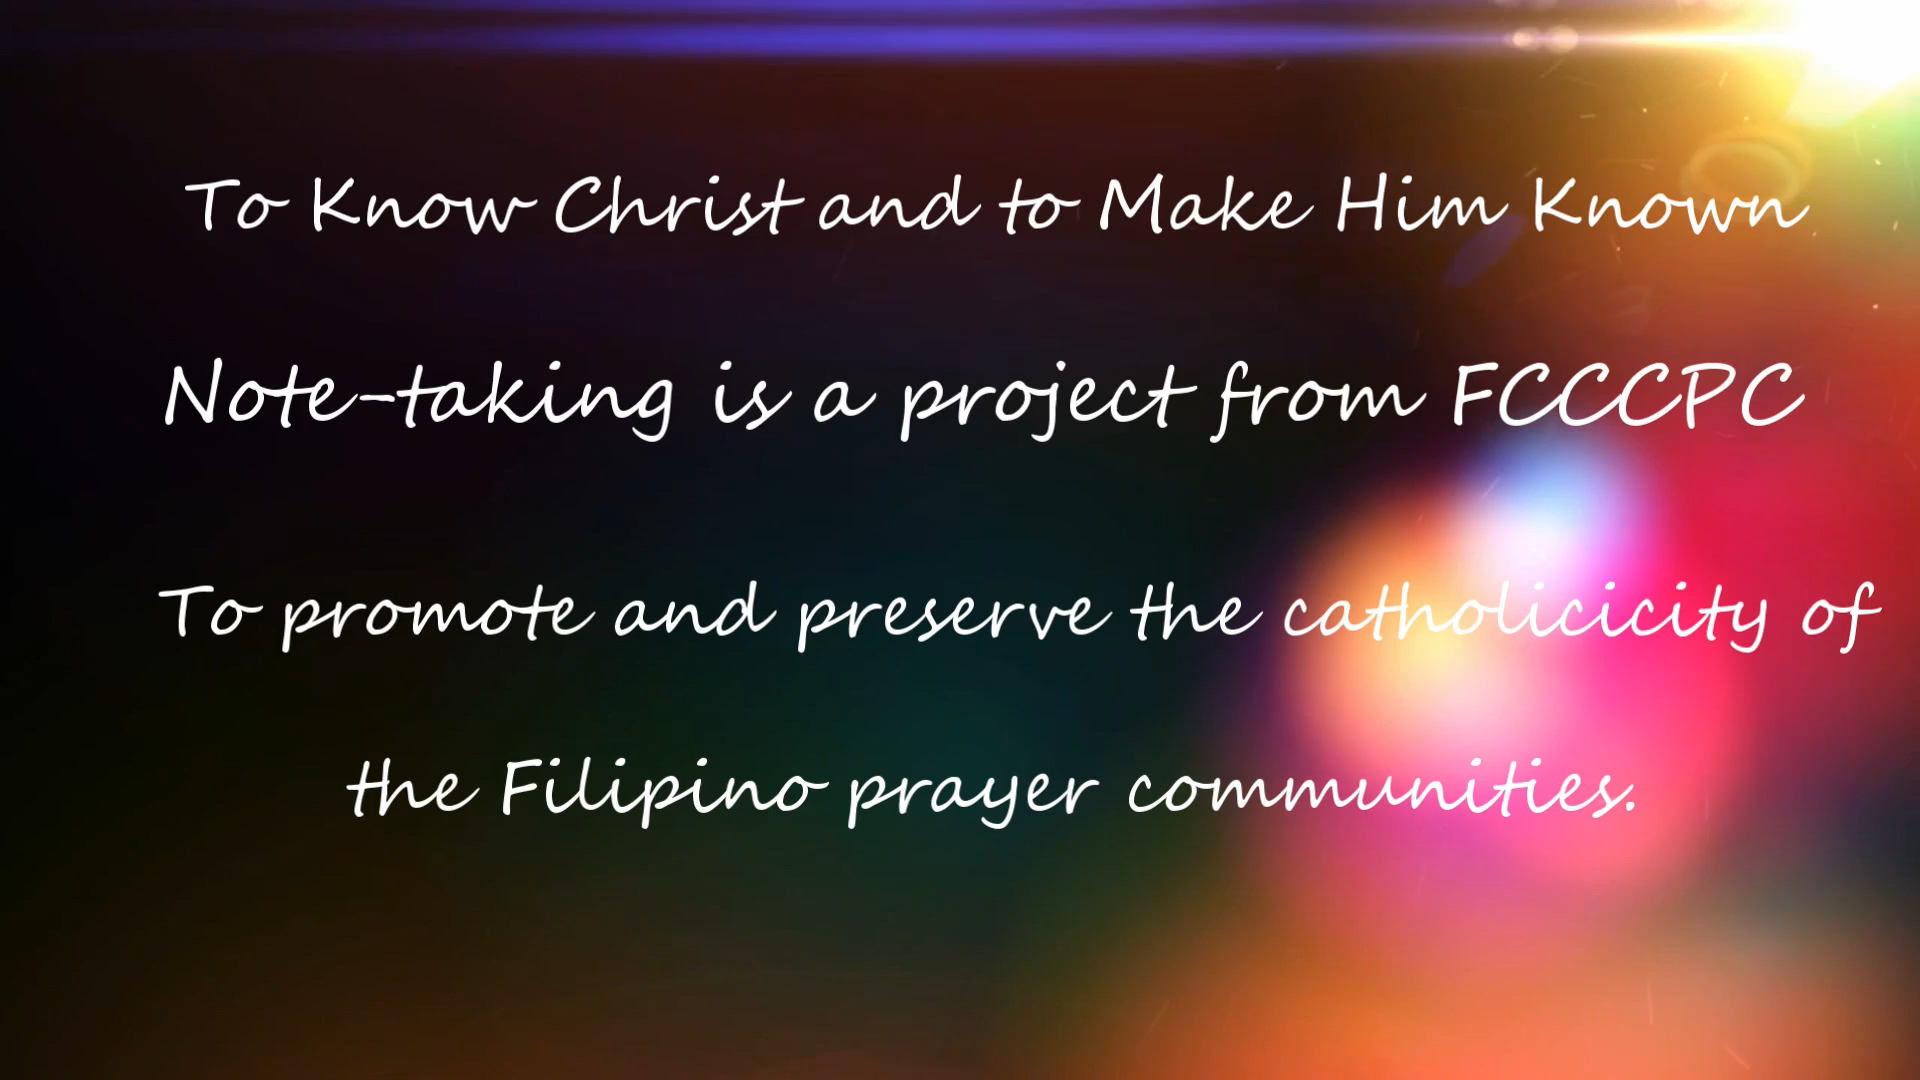 To Know Christ and to Make Him Known
Note-taking is a project from FCCCPC
To promote and preserve the catholicicity of
the Filipino prayer communities.